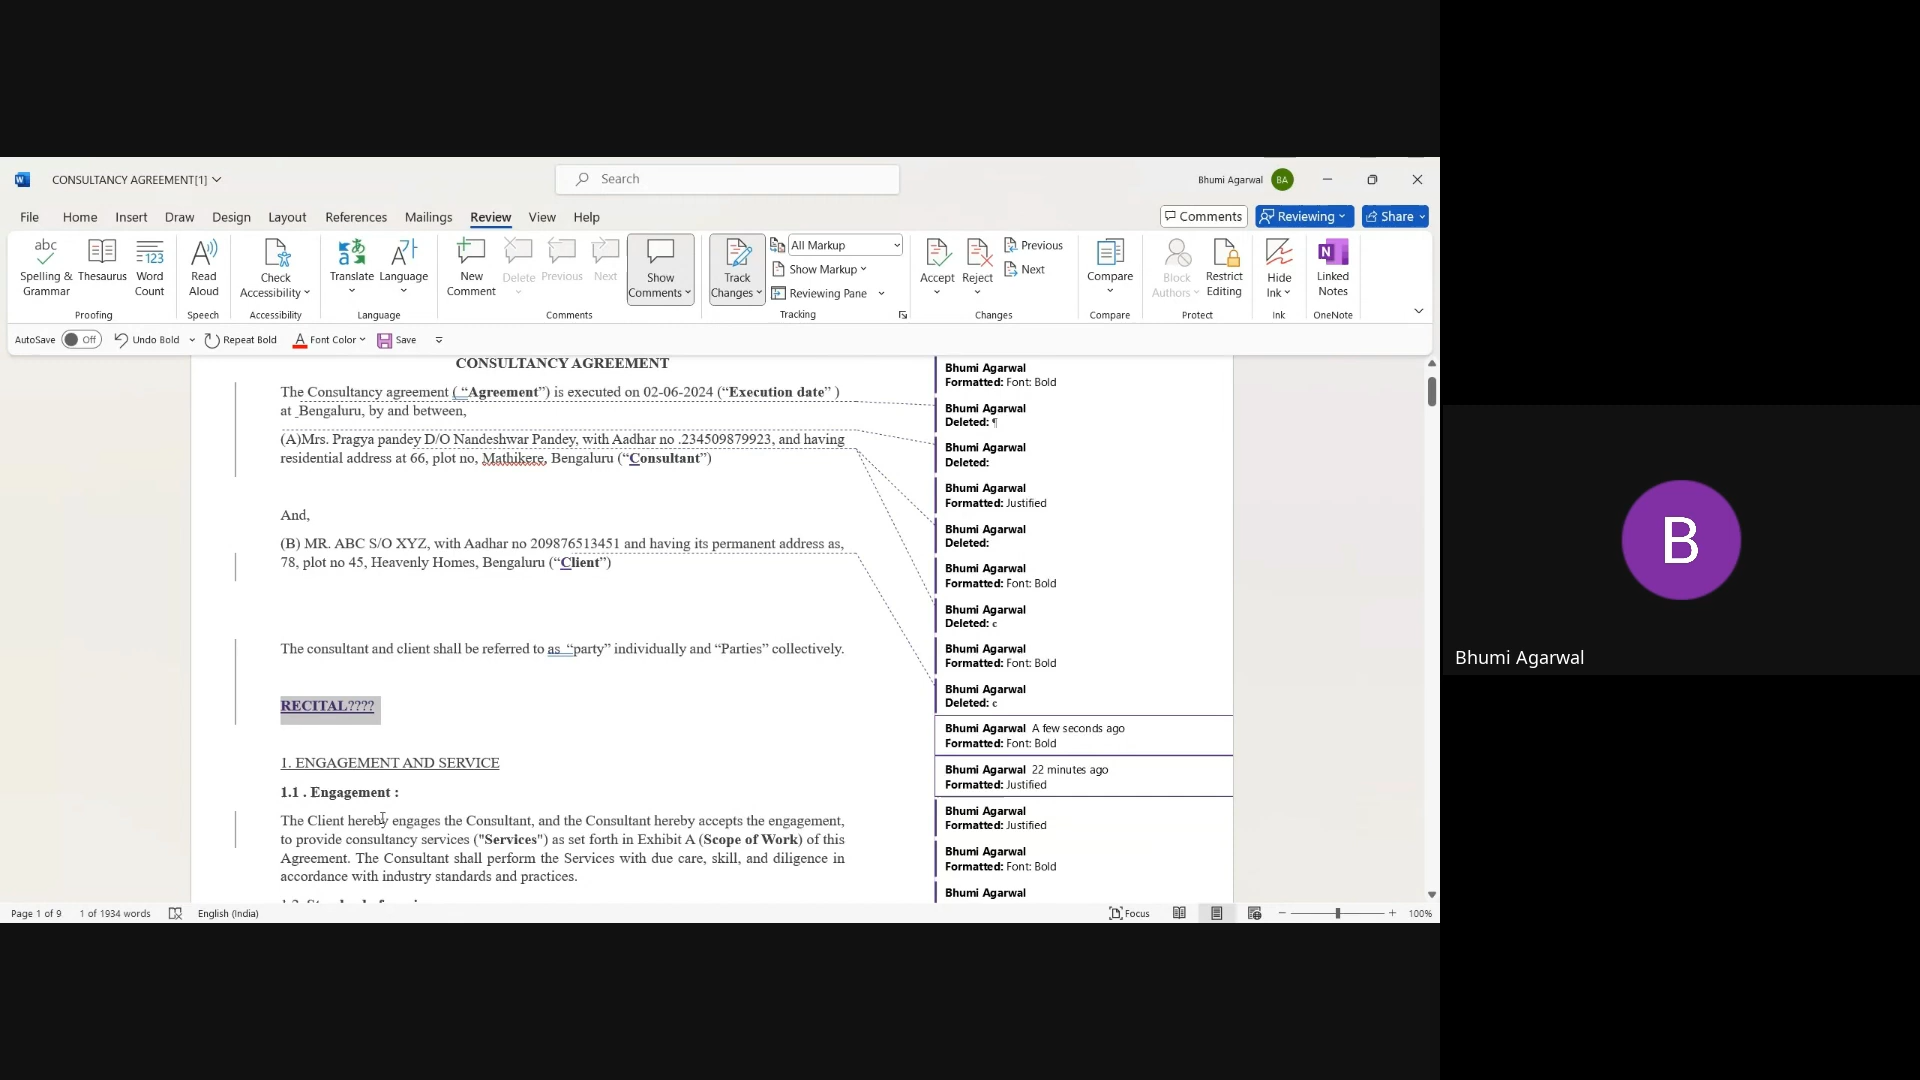 CONSULTANCY AGREEMENT[1]
Search
Bhumi Agarwal
BA
File
Home
Insert
Draw
Design
Layout
References
Mailings
Review
View
Help
Comments
Reviewing
Share
abc
Spelling &
Grammar
Thesaurus
123
Word
Count
Proofing
Read
Aloud
Speech
Check
Accessibility
Accessibility
Translate
Language
Language
New
Comment
Delete
Previous
Next
Show
Comments
Comments
Track
Changes
All Markup
Show Markup
Reviewing Pane
Tracking
Accept
Reject
Previous
Next
Changes
Compare
Compare
Block
Authors
Restrict
Editing
Protect
Hide
Ink
Ink
Linked
Notes
OneNote
AutoSave
Off
Undo Bold
Repeat Bold
Font Color
Save
CONSULTANCY AGREEMENT
The Consultancy agreement ( “Agreement”) is executed on 02-06-2024 (“Execution date” )
at Bengaluru, by and between,
(A)Mrs. Pragya pandey D/O Nandeshwar Pandey, with Aadhar no .234509879923, and having
residential address at 66, plot no, Mathikere, Bengaluru (“Consultant”)
And,
(B) MR. ABC S/O XYZ, with Aadhar no 209876513451 and having its permanent address as,
78, plot no 45, Heavenly Homes, Bengaluru (“Client”)
The consultant and client shall be referred to as “party” individually and “Parties” collectively.
RECITAL????
1. ENGAGEMENT AND SERVICE
1.1 . Engagement :
The Client hereby engages the Consultant, and the Consultant hereby accepts the engagement,
to provide consultancy services ("Services") as set forth in Exhibit A (Scope of Work) of this
Agreement. The Consultant shall perform the Services with due care, skill, and diligence in
accordance with industry standards and practices.
Bhumi Agarwal
Formatted: Font: Bold
Bhumi Agarwal
Deleted: ¶
Bhumi Agarwal
Deleted:
Bhumi Agarwal
Formatted: Justified
Bhumi Agarwal
Deleted:
Bhumi Agarwal
Formatted: Font: Bold
Bhumi Agarwal
Deleted: c
Bhumi Agarwal
Formatted: Font: Bold
Bhumi Agarwal
Deleted: c
Bhumi Agarwal A few seconds ago
Formatted: Font: Bold
Bhumi Agarwal 22 minutes ago
Formatted: Justified
Bhumi Agarwal
Formatted: Justified
Bhumi Agarwal
Formatted: Font: Bold
Bhumi Agarwal
Page 1 of 9
1 of 1934 words
English (India)
Focus
100%
B
Bhumi Agarwal